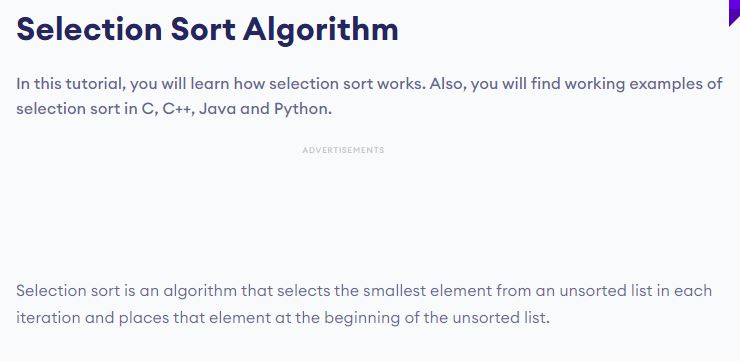 Selection Sort Algorithm
In this tutorial, you will learn how selection sort works. Also, you will find working examples of
selection sort in C, C++, Java and Python.
ADVERTISEMENTS
Selection sort is an algorithm that selects the smallest element from an unsorted list in each
iteration and places that element at the beginning of the unsorted list.